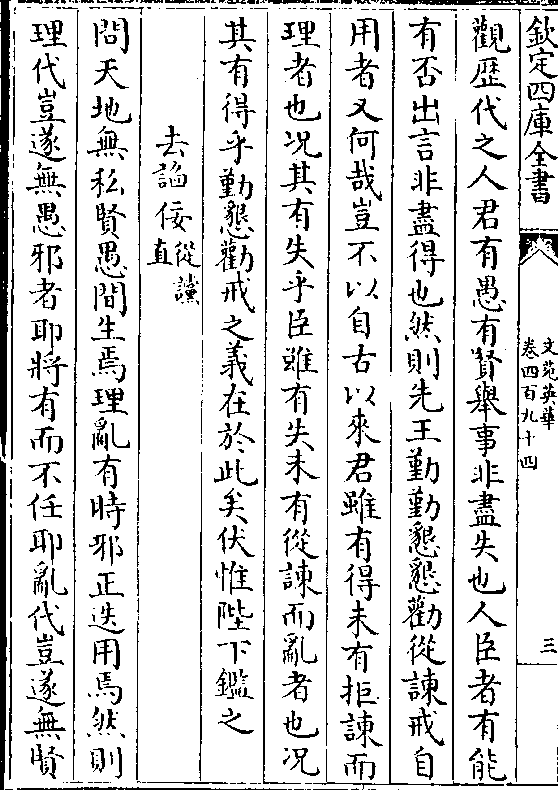 欽定四庫全書
文苑英華
卷四百九十四
三
觀歴代之人君有愚有賢舉事非盡失也人臣者有能
有否出言非盡得也然則先王勤勤懇懇勸從諫戒自
用者又何哉豈不以自古以來君雖有得未有拒諫而
理者也况其有失乎臣雖有失未有從諫而亂者也况
其有得乎勤懇勸戒之義在於此矣伏惟陛下鑑之
去諂佞
從讜
直
問天地無私賢愚間生焉理亂有時邪正迭用焉然則
理代豈遂無愚邪者耶將有而不任耶亂代豈遂無賢